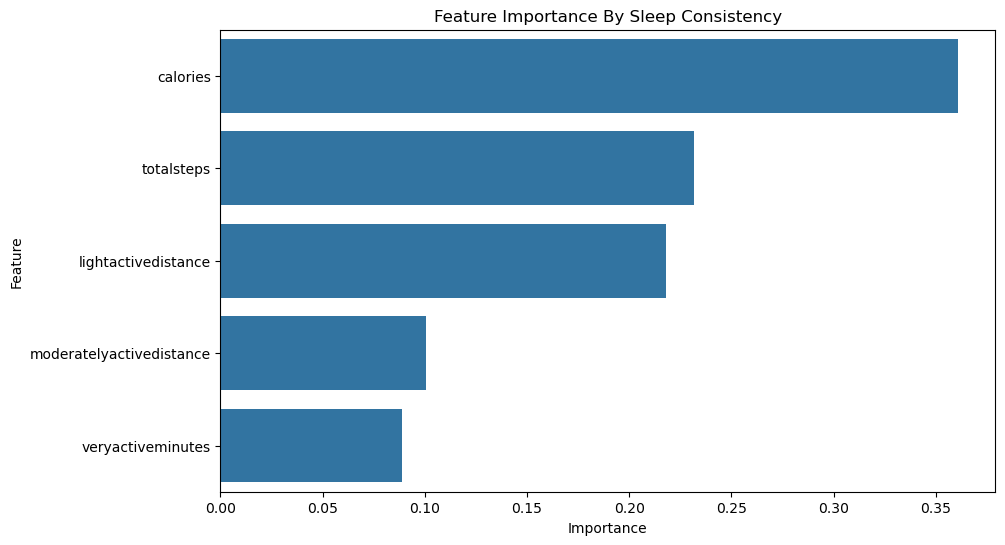 Feature Importance By Sleep Consistency
Feature
calories
totalsteps
lightactivedistance
moderatelyactivedistance
veryactiveminutes
0.00 0.05 0.10 0.15 0.20 0.25 0.30 0.35
Importance